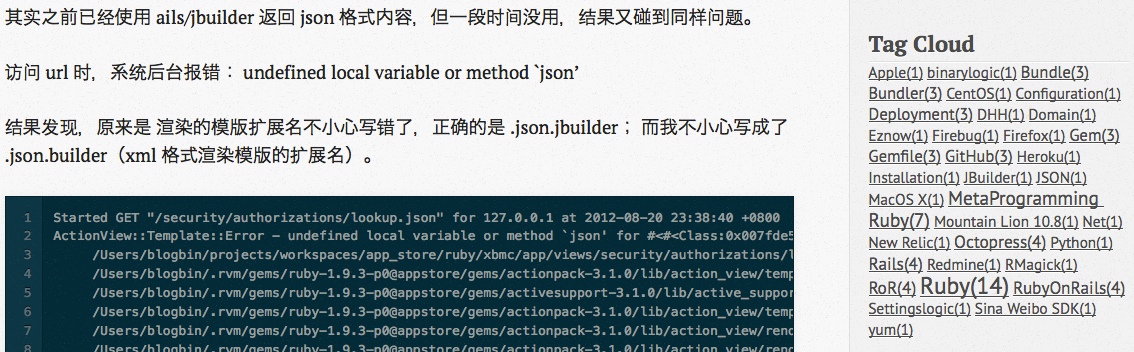 其实之前已经使用 ails/jbuilder 返回 json 格式内容，但一段时间没用，结果又碰到同样问题。
访问 url 时，系统后台报错：undefined local variable or method `json’
结果发现，原来是 渲染的模版扩展名不小心写错了，正确的是 .json.jbuilder； 而我不小心写成了
.json.builder（xml 格式渲染模版的扩展名）。
1 Started GET "/security/authorizations/lookup.json" for 127.0.0.1 at 2012-08-20 23:38:40 +0800
2 ActionView::Template::Error – undefined local variable or method `json' for #<#<Class:0x007fde5
3 /Users/blogbin/projects/workspaces/app_store/ruby/xbmc/app/views/security/authorizations/l
4 /Users/blogbin/.rvm/gems/ruby-1.9.3-p0@appstore/gems/actionpack-3.1.0/lib/action_view/temp
5 /Users/blogbin/.rvm/gems/ruby-1.9.3-p0@appstore/gems/activesupport-3.1.0/lib/active_suppor
6 /Users/blogbin/.rvm/gems/ruby-1.9.3-p0@appstore/gems/actionpack-3.1.0/lib/action_view/temp
7 /Users/blogbin/.rvm/gems/ruby-1.9.3-p0@appstore/gems/actionpack-3.1.0/lib/action_view/rend
8 /Users/blogbin/.rvm/gems/ruby-1.9.3-p0@appstore/gems/actionpack-3.1.0/lib/action_view/rend
Tag Cloud
Apple(1) binarylogic(1) Bundle(3)
Bundler(3) CentOS(1) Configuration(1)
Deployment(3) DHH(1) Domain(1)
Eznow(1) Firebug(1) Firefox(1) Gem(3)
Gemfile(3) GitHub(3) Heroku(1)
Installation(1) JBuilder(1) JSON(1)
MacOS X(1) MetaProgramming
Ruby(7) Mountain Lion 10.8(1) Net(1)
New Relic(1) Octopress(4) Python(1)
Rails(4) Redmine(1) RMagick(1)
RoR(4) Ruby(14) RubyOnRails(4)
Settingslogic(1) Sina Weibo SDK(1)
yum(1)